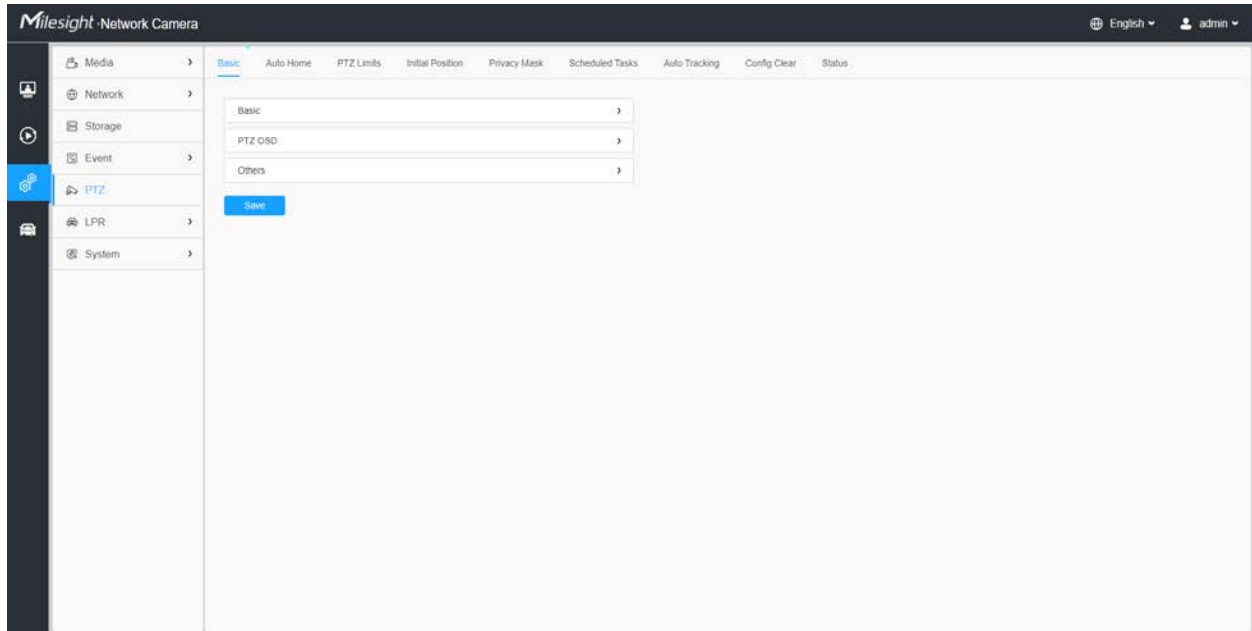 Milesight · Network Camera
English
admin
Media
Network
Storage
Event
PTZ
LPR
System
Basic Auto Home PTZ Limits Initial Position Privacy Mask Scheduled Tasks Auto Tracking Config Clear Status
Basic
PTZ OSD
Others
Save